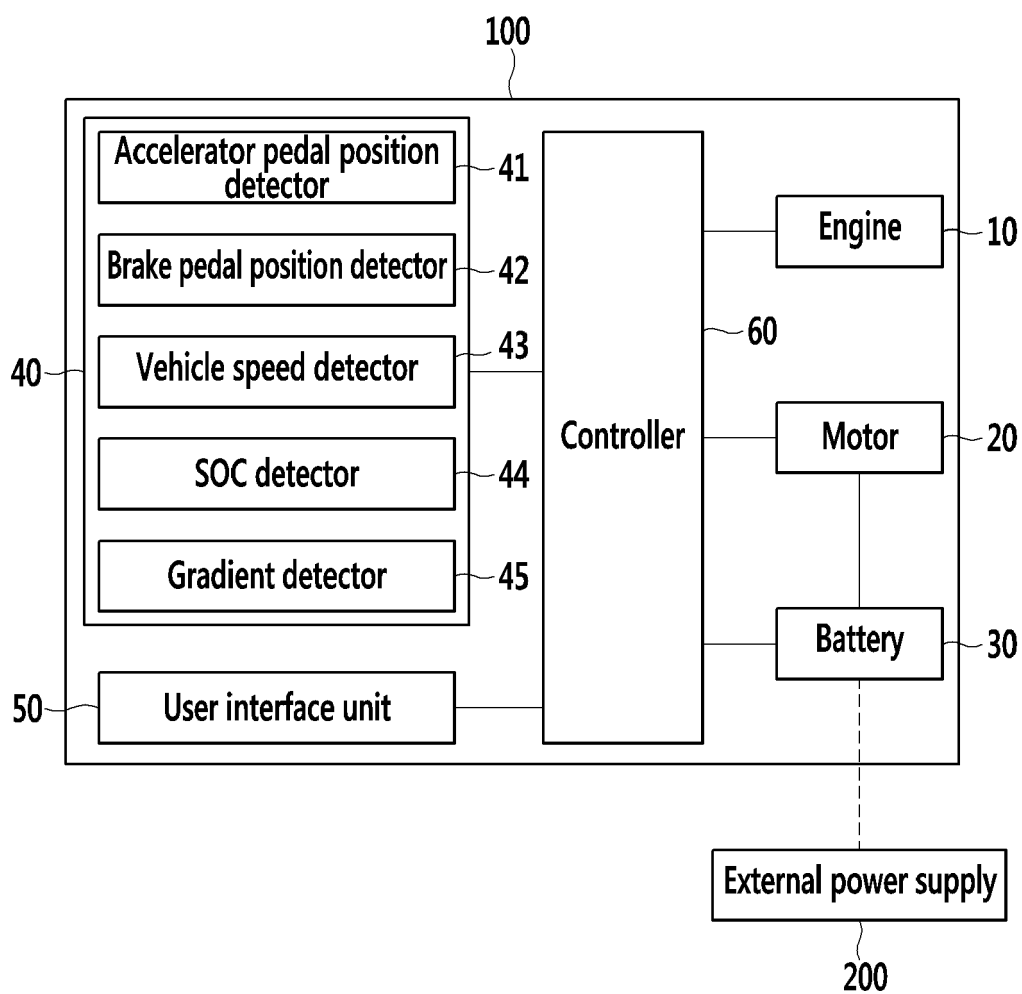 100
Accelerator pedal position
detector
41
Brake pedal position detector
42
Vehicle speed detector
43
SOC detector
44
Gradient detector
45
40
User interface unit
50
Controller
60
Engine
10
Motor
20
Battery
30
External power supply
200